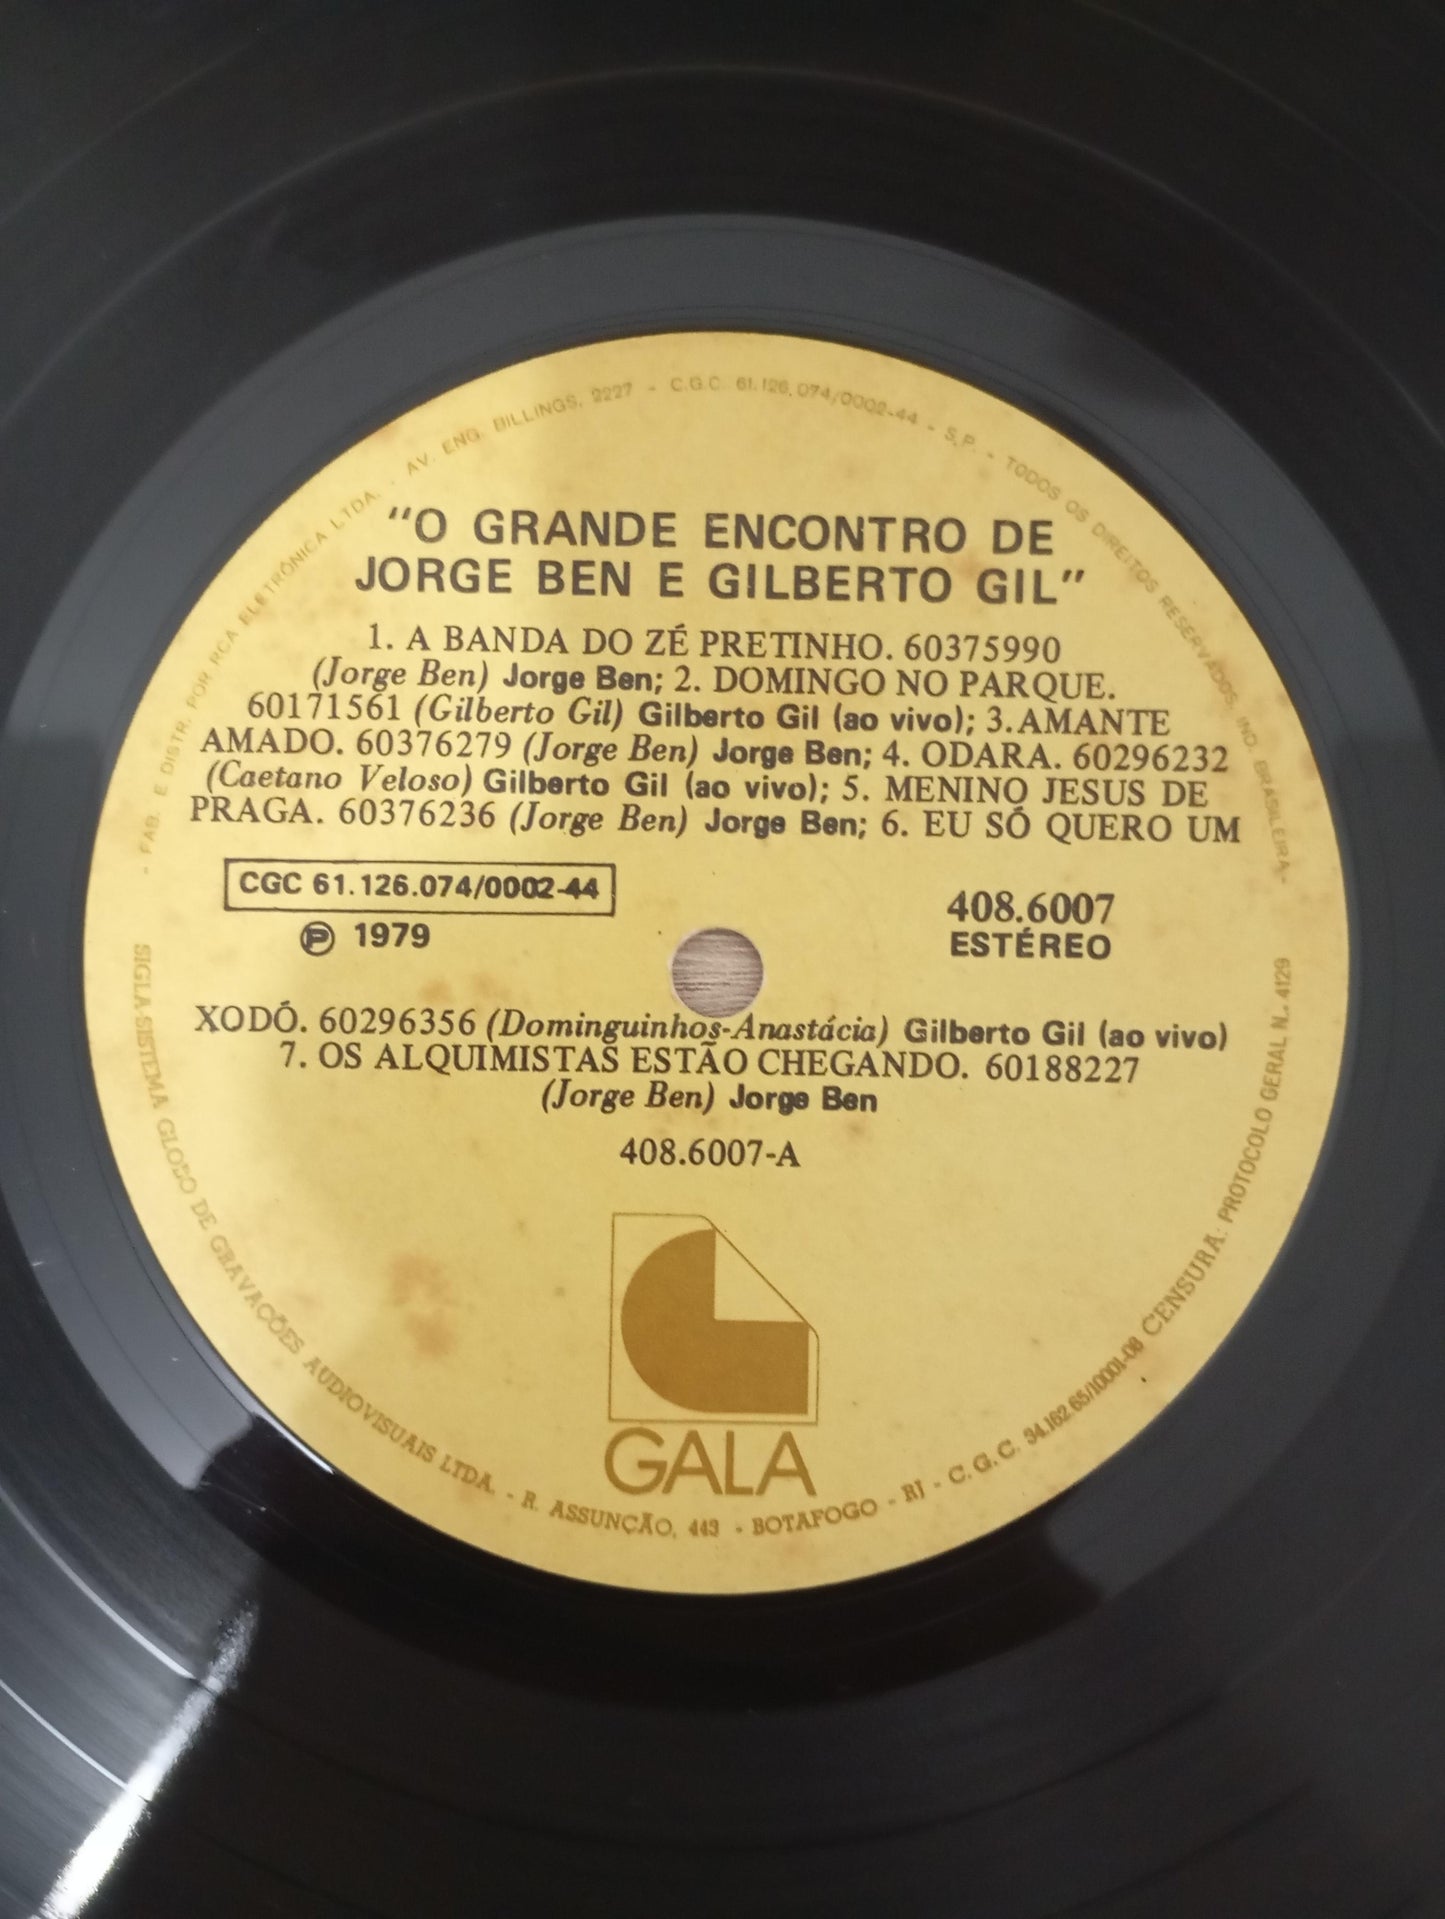 - FAB. E DISTR. POR RCA ELETRÔNICA LTDA. - AV. ENG. BILLINGS, 2227 - C.G.C. 61.126.074/0002-44 - S.P. - TODOS OS DIREITOS RESERVADOS. IND. BRASILEIRA -
"O GRANDE ENCONTRO DE
JORGE BEN E GILBERTO GIL"
1. A BANDA DO ZÉ PRETINHO. 60375990
(Jorge Ben) Jorge Ben; 2. DOMINGO NO PARQUE.
60171561 (Gilberto Gil) Gilberto Gil (ao vivo); 3.AMANTE
AMADO. 60376279 (Jorge Ben) Jorge Ben; 4. ODARA. 60296232
(Caetano Veloso) Gilberto Gil (ao vivo); 5. MENINO JESUS DE
PRAGA. 60376236 (Jorge Ben) Jorge Ben; 6. EU SÓ QUERO UM
CGC 61.126.074/0002-44
Ⓟ 1979
408.6007
ESTÉREO
XODÓ. 60296356 (Dominguinhos-Anastácia) Gilberto Gil (ao vivo)
7. OS ALQUIMISTAS ESTÃO CHEGANDO. 60188227
(Jorge Ben) Jorge Ben
408.6007-A
GALA
SIGLA-SISTEMA GLOBO DE GRAVAÇÕES AUDIOVISUAIS LTDA. - R. ASSUNÇÃO, 443 - BOTAFOGO - RJ - C.G.C. 34.162.65/10001-08 CENSURA: PROTOCOLO GERAL N.. 4129